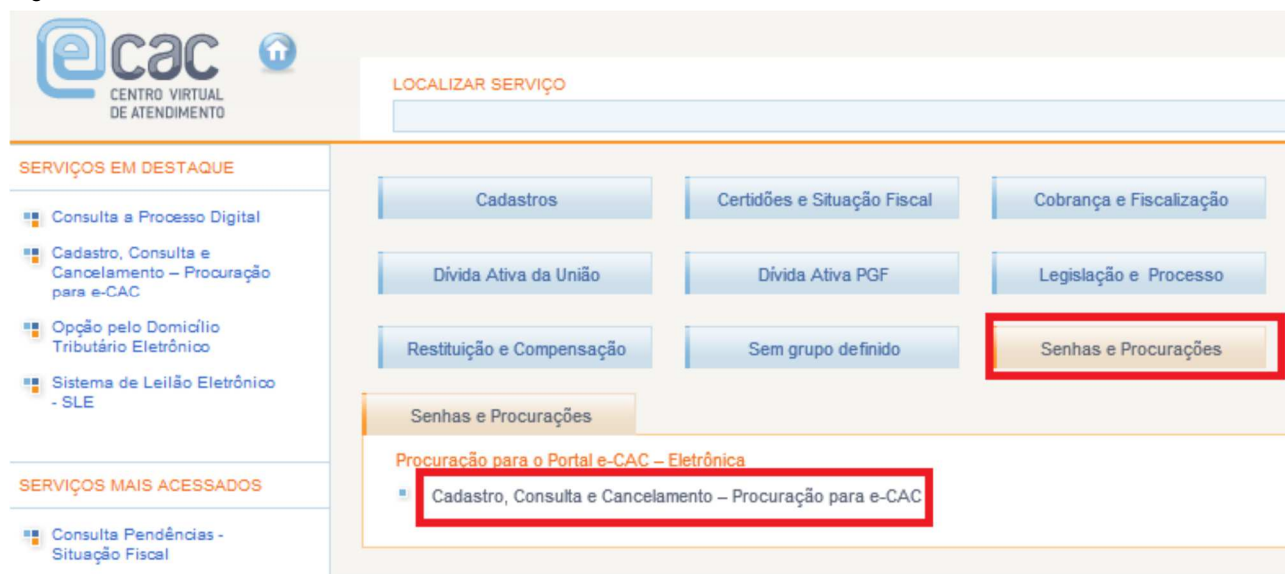 ecac
CENTRO VIRTUAL
DE ATENDIMENTO
LOCALIZAR SERVIÇO
SERVIÇOS EM DESTAQUE
Consulta a Processo Digital
Cadastro, Consulta e
Cancelamento – Procuração
para e-CAC
Opção pelo Domicílio
Tributário Eletrônico
Sistema de Leilão Eletrônico
- SLE
SERVIÇOS MAIS ACESSADOS
Consulta Pendências -
Situação Fiscal
Cadastros
Certidões e Situação Fiscal
Cobrança e Fiscalização
Dívida Ativa da União
Dívida Ativa PGF
Legislação e Processo
Restituição e Compensação
Sem grupo definido
Senhas e Procurações
Senhas e Procurações
Procuração para o Portal e-CAC – Eletrônica
Cadastro, Consulta e Cancelamento – Procuração para e-CAC